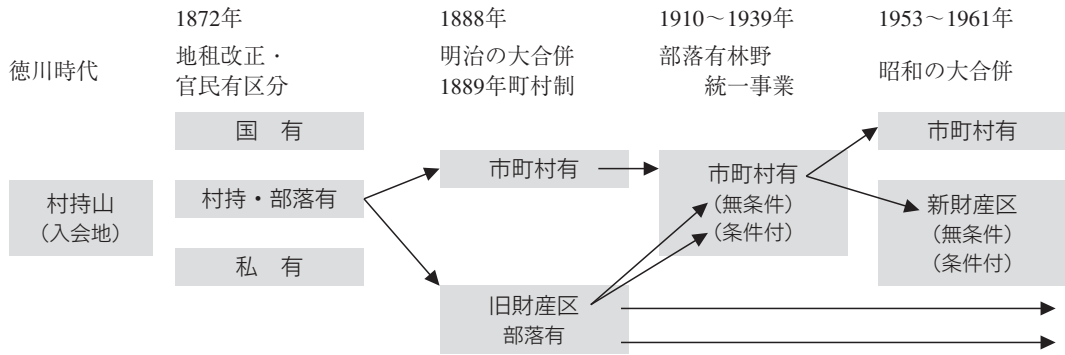 徳川時代
1872年
地租改正・
官民有区分
1888年
明治の大合併
1889年町村制
1910～1939年
部落有林野
統一事業
1953～1961年
昭和の大合併
村持山
（入会地）
国　有
村持・部落有
私　有
市町村有
旧財産区
部落有
市町村有
（無条件）
（条件付）
市町村有
新財産区
（無条件）
（条件付）